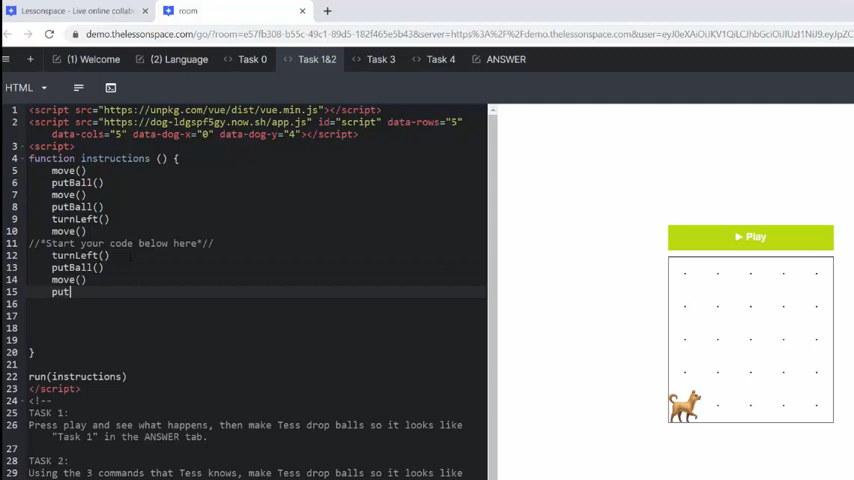 Lessonspace - Live online collab
room
demo.thelessonspace.com/go/?room=e57fb308-b55c-49c1-89d5-182f465e5b43&server=https%3A%2F%2Fdemo.thelessonspace.com&user=
(1) Welcome
(2) Language
Task 0
Task 1&2
Task 3
Task 4
ANSWER
HTML
1 <script src="https://unpkg.com/vue/dist/vue.min.js"></script>
2 <script src="https://dog-ldgspf5gy.now.sh/app.js" id="script" data-rows="5"
data-cols="5" data-dog-x="0" data-dog-y="4"></script>
3 <script>
4 function instructions () {
5 move()
6 putBall()
7 move()
8 putBall()
9 turnLeft()
10 move()
11 //*Start your code below here*//
12 turnLeft()
13 putBall()
14 move()
15 put
16
17
18
19
20 }
21
22 run(instructions)
23 </script>
24 <!--
25 TASK 1:
26 Press play and see what happens, then make Tess drop balls so it looks like
"Task 1" in the ANSWER tab.
27
28 TASK 2:
29 Using the 3 commands that Tess knows, make Tess drop balls so it looks like
Play